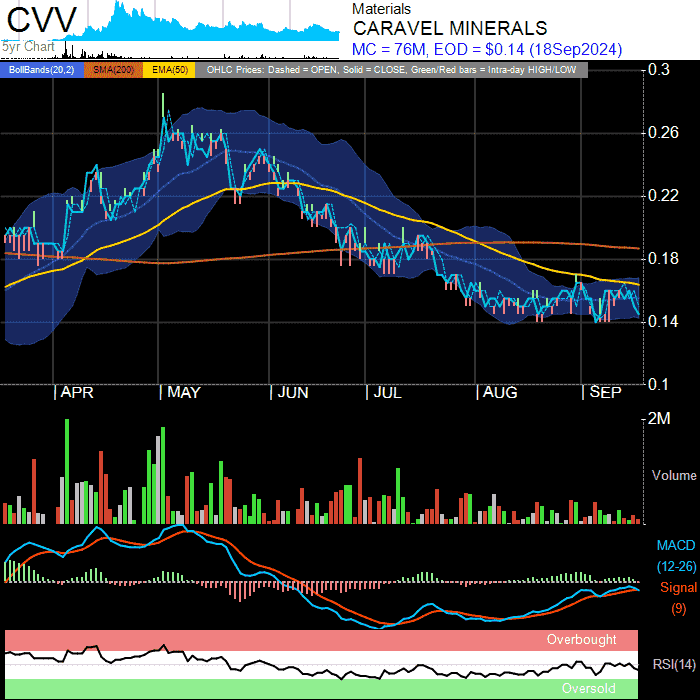 CVV
5yr Chart
Materials
CARAVEL MINERALS
MC = 76M, EOD = $0.14 (18Sep2024)
BollBands(20,2) SMA(200) EMA(50) OHLC Prices: Dashed = OPEN, Solid = CLOSE, Green/Red bars = Intra-day HIGH/LOW
0.3
0.26
0.22
0.18
0.14
0.1
APR MAY JUN JUL AUG SEP
2M
Volume
MACD
(12-26)
Signal
(9)
Overbought
RSI(14)
Oversold